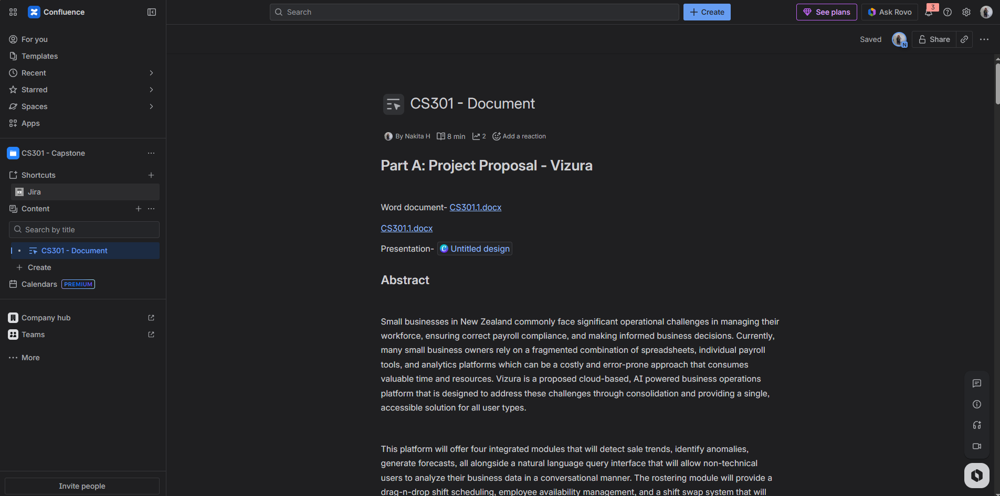 Confluence
Search
Create
See plans
Ask Rovo
3
For you
Templates
Recent
Starred
Spaces
Apps
CS301 - Capstone
Shortcuts
Jira
Content
Search by title
CS301 - Document
Create
Calendars PREMIUM
Company hub
Teams
More
Invite people
Saved
N
Share
CS301 - Document
By Nakita H 8 min 2 Add a reaction
Part A: Project Proposal - Vizura
Word document- CS301.1.docx
CS301.1.docx
Presentation- Untitled design
Abstract
Small businesses in New Zealand commonly face significant operational challenges in managing their
workforce, ensuring correct payroll compliance, and making informed business decisions. Currently,
many small business owners rely on a fragmented combination of spreadsheets, individual payroll
tools, and analytics platforms which can be a costly and error-prone approach that consumes
valuable time and resources. Vizura is a proposed cloud-based, AI powered business operations
platform that is designed to address these challenges through consolidation and providing a single,
accessible solution for all user types.
This platform will offer four integrated modules that will detect sale trends, identify anomalies,
generate forecasts, all alongside a natural language query interface that will allow non-technical
users to analyze their business data in a conversational manner. The rostering module will provide a
drag-n-drop shift scheduling, employee availability management, and a shift swap system that will